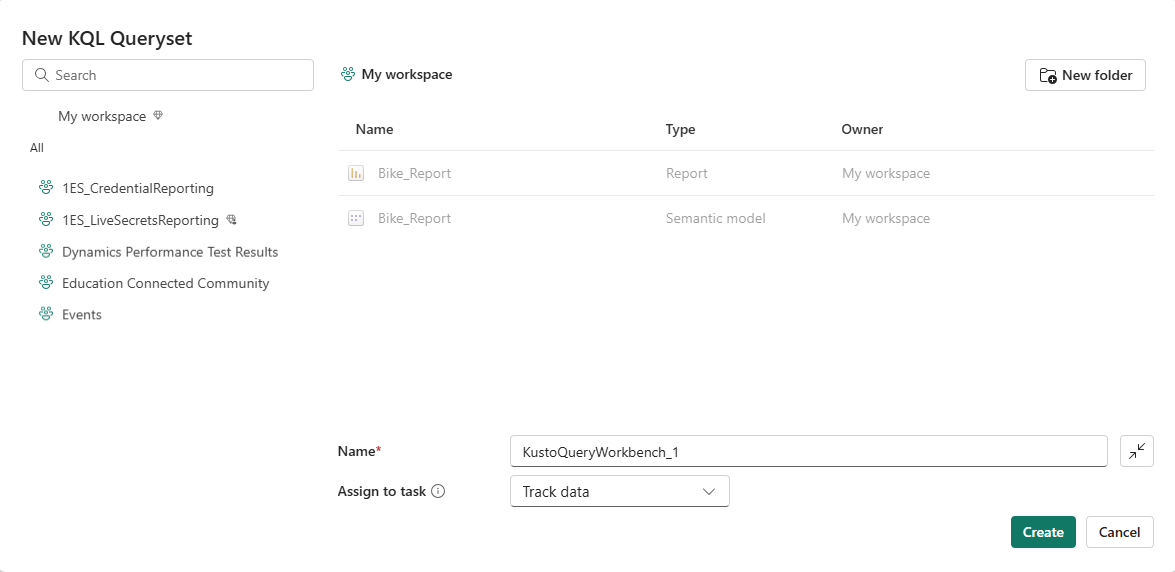 New KQL Queryset
Search
My workspace
All
1ES_CredentialReporting
1ES_LiveSecretsReporting
Dynamics Performance Test Results
Education Connected Community
Events
My workspace
New folder
Name Type Owner
Bike_Report Report My workspace
Bike_Report Semantic model My workspace
Name* KustoQueryWorkbench_1
Assign to task Track data
Create Cancel